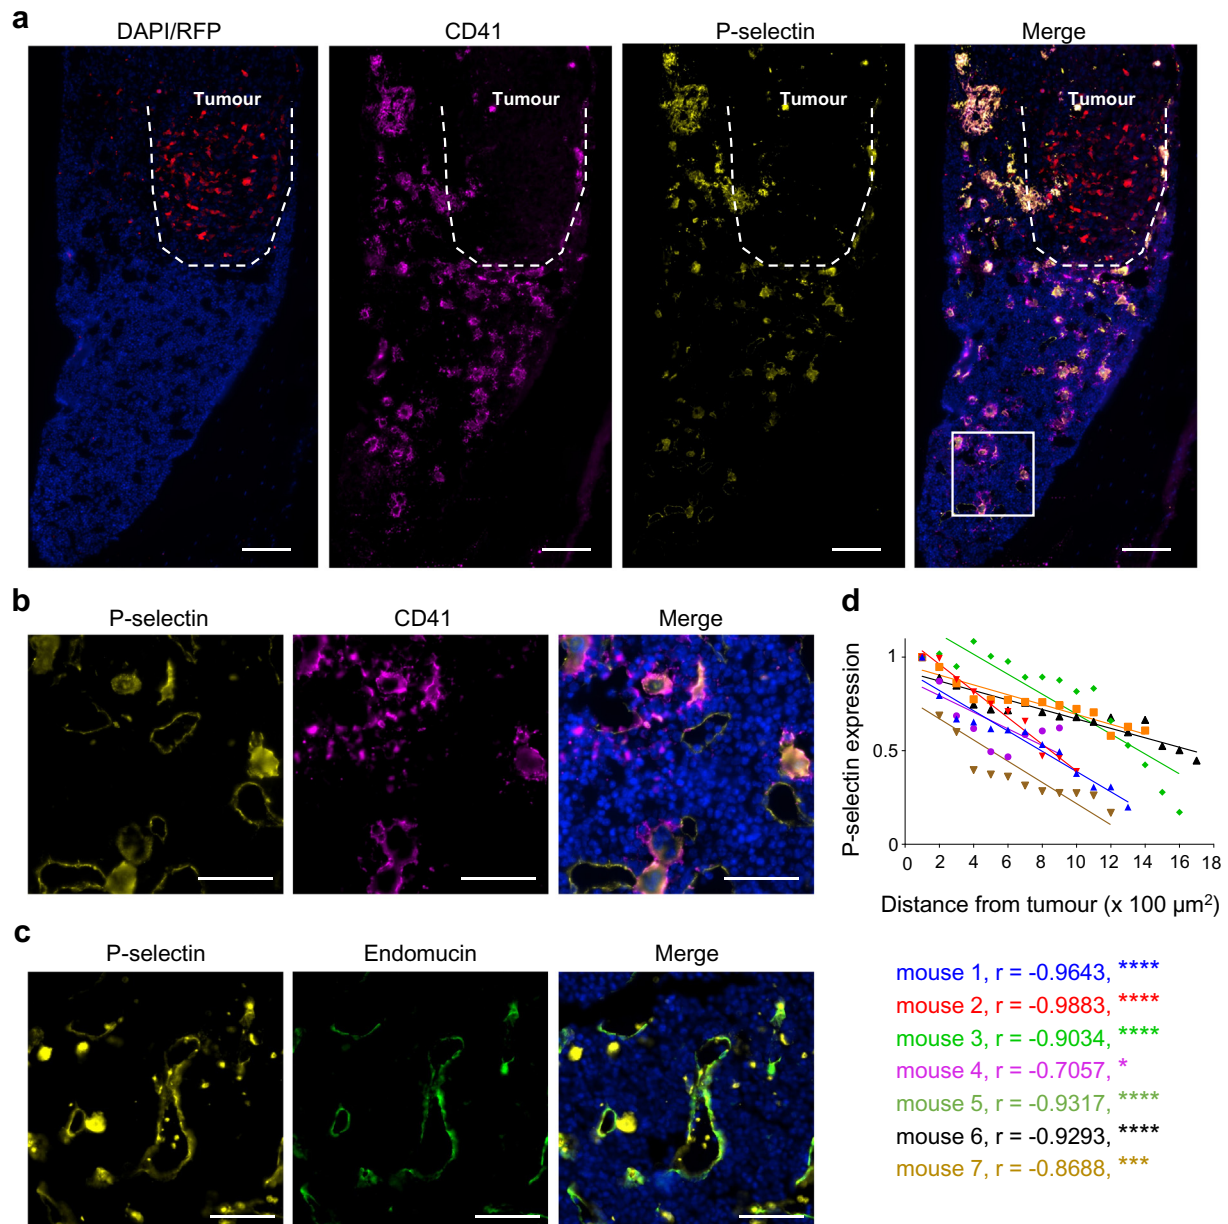 a
DAPI/RFP
CD41
P-selectin
Merge
Tumour
Tumour
Tumour
Tumour
b
P-selectin
CD41
Merge
c
P-selectin
Endomucin
Merge
d
P-selectin expression
1
0.5
0
0 2 4 6 8 10 12 14 16 18
Distance from tumour (x 100 µm²)
mouse 1, r = -0.9643, ****
mouse 2, r = -0.9883, ****
mouse 3, r = -0.9034, ****
mouse 4, r = -0.7057, *
mouse 5, r = -0.9317, ****
mouse 6, r = -0.9293, ****
mouse 7, r = -0.8688, ***